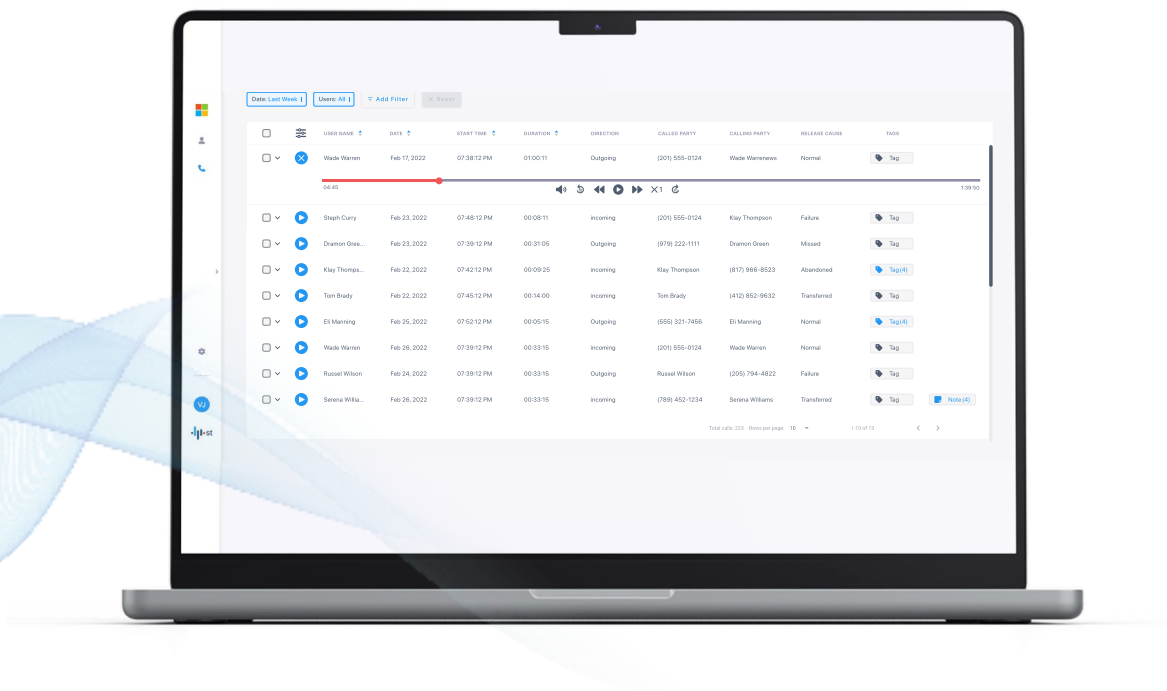 Date: Last Week | Users: All | Add Filter × Reset
USER NAME DATE START TIME DURATION DIRECTION CALLED PARTY CALLING PARTY RELEASE CAUSE TAGS
Wade Warren Feb 17, 2022 07:38:12 PM 01:00:11 Outgoing (201) 555-0124 Wade Warrenews Normal Tag
04:45 ×1 1:39:50
Steph Curry Feb 23, 2022 07:48:12 PM 00:08:11 incoming (201) 555-0124 Klay Thompson Failure Tag
Dramon Gree... Feb 23, 2022 07:39:12 PM 00:31:05 Outgoing (979) 222-1111 Dramon Green Missed Tag
Klay Thomps... Feb 22, 2022 07:42:12 PM 00:09:25 incoming Klay Thompson (817) 966-8523 Abandoned Tag(4)
Tom Brady Feb 22, 2022 07:45:12 PM 00:14:00 incoming Tom Brady (412) 852-9632 Transferred Tag
Eli Manning Feb 25, 2022 07:52:12 PM 00:05:15 Outgoing (555) 321-7456 Eli Manning Normal Tag(4)
Wade Warren Feb 26, 2022 07:39:12 PM 00:33:15 incoming (201) 555-0124 Wade Warren Normal Tag
Russel Wilson Feb 24, 2022 07:39:12 PM 00:33:15 Outgoing Russel Wilson (205) 794-4822 Failure Tag
Serena Willia... Feb 26, 2022 07:39:12 PM 00:33:15 incoming (789) 452-1234 Serena Williams Transferred Tag Note (4)
VJ
st
Total calls: 223 Rows per page: 10 1-10 of 13